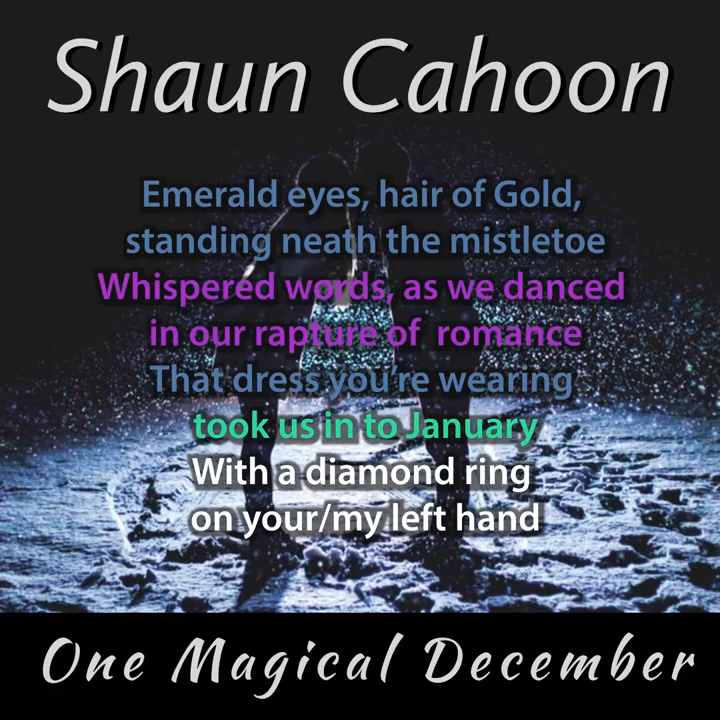 Shaun Cahoon
Emerald eyes, hair of Gold,
standing neath the mistletoe
Whispered words, as we danced
in our rapture of romance
That dress you're wearing
took us in to January
With a diamond ring
on your/my left hand
One Magical December